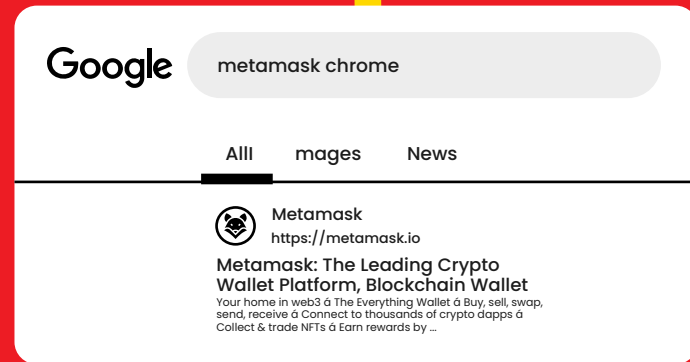 Google
metamask chrome
AllI mages News
Metamask
https://metamask.io
Metamask: The Leading Crypto
Wallet Platform, Blockchain Wallet
Your home in web3 á The Everything Wallet á Buy, sell, swap,
send, receive á Connect to thousands of crypto dapps á
Collect & trade NFTs á Earn rewards by ...